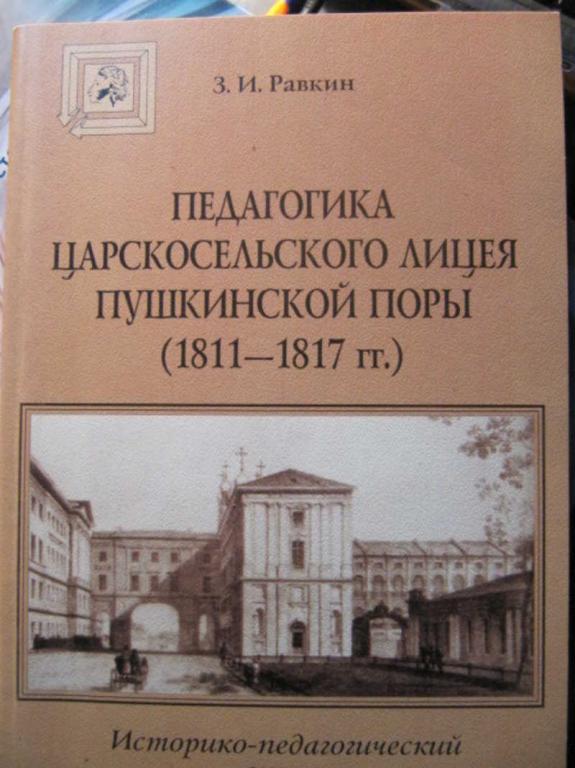 З. И. Равкин
ПЕДАГОГИКА
ЦАРСКОСЕЛЬСКОГО ЛИЦЕЯ
ПУШКИНСКОЙ ПОРЫ
(1811—1817 гг.)
Историко-педагогический